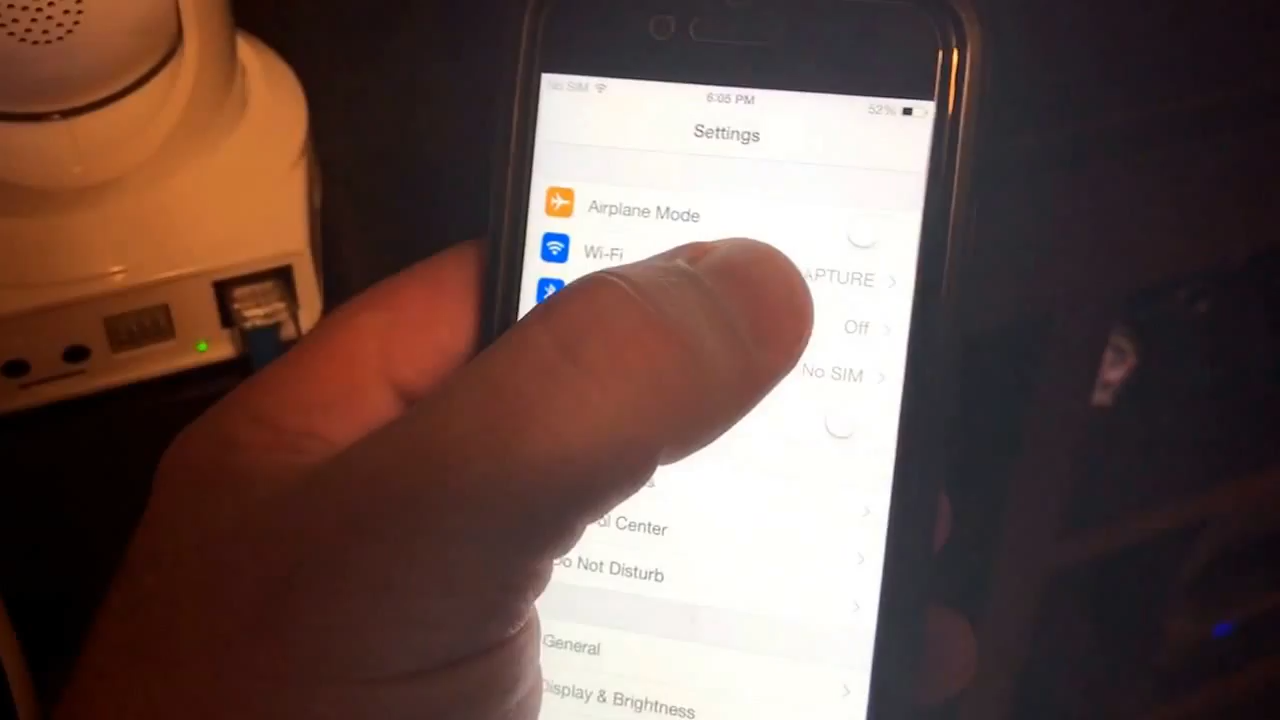 No SIM 6:05 PM 52%
Settings
Airplane Mode
Wi-Fi APTURE
Off
No SIM
ol Center
Do Not Disturb
General
Display & Brightness